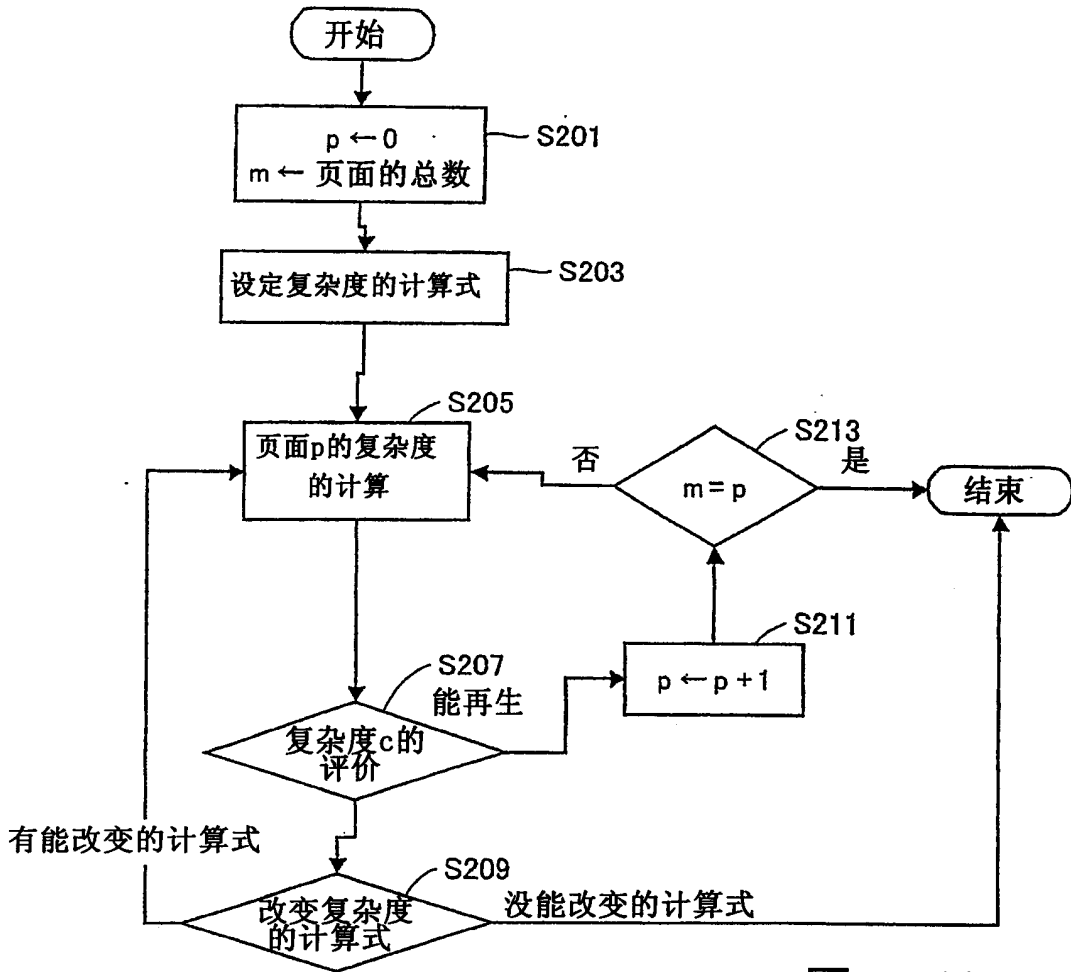 开始
p ← 0
m ← 页面的总数
S201
设定复杂度的计算式
S203
S205
页面p的复杂度
的计算
否
S213
m = p
是
结束
S211
p ← p + 1
S207
能再生
复杂度c的
评价
有能改变的计算式
S209
改变复杂度
的计算式
没能改变的计算式